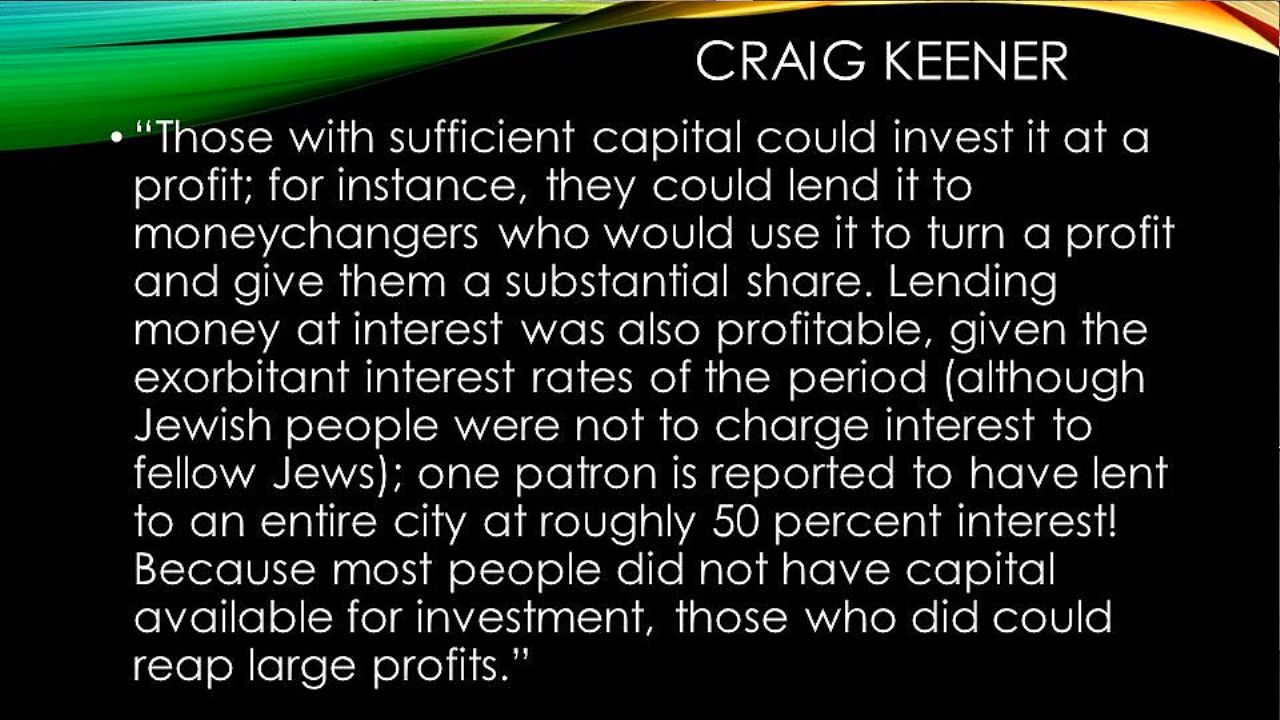 CRAIG KEENER
• “Those with sufficient capital could invest it at a
profit; for instance, they could lend it to
moneychangers who would use it to turn a profit
and give them a substantial share. Lending
money at interest was also profitable, given the
exorbitant interest rates of the period (although
Jewish people were not to charge interest to
fellow Jews); one patron is reported to have lent
to an entire city at roughly 50 percent interest!
Because most people did not have capital
available for investment, those who did could
reap large profits.”